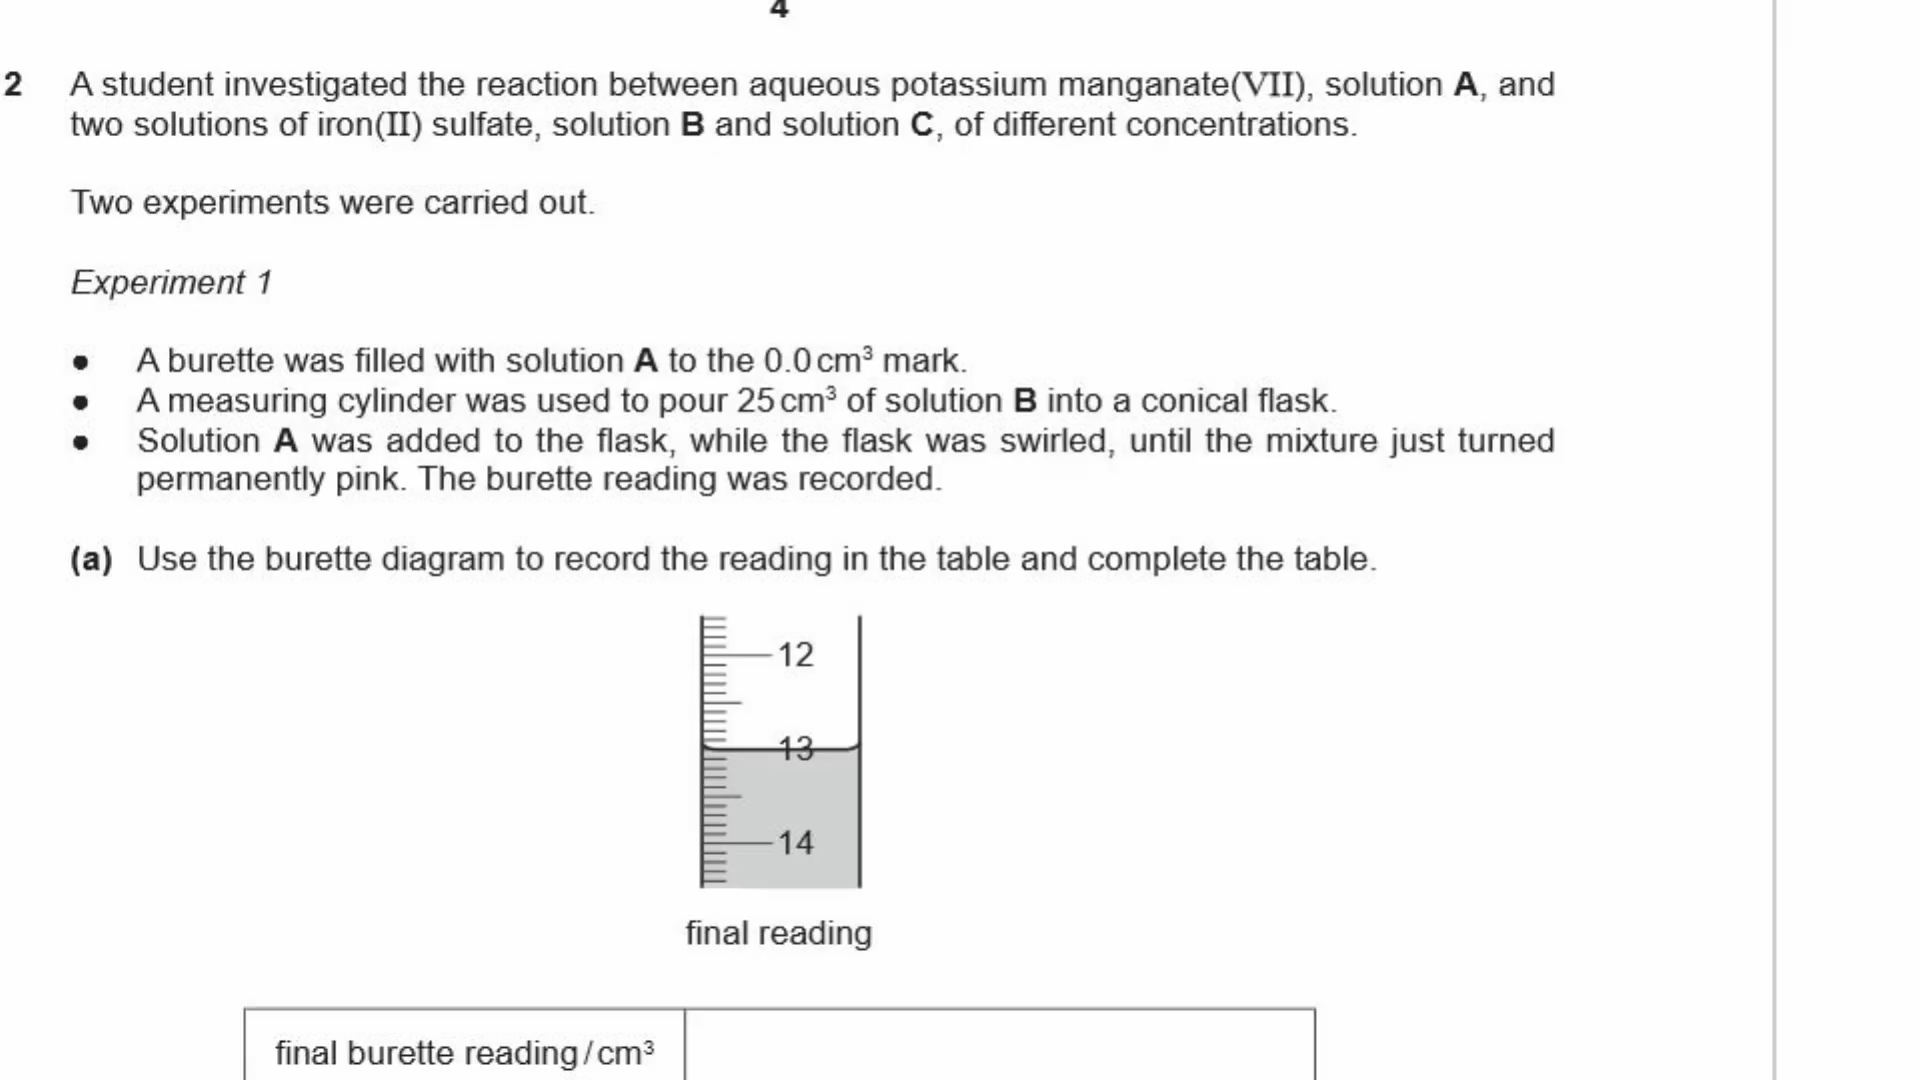 4
2 A student investigated the reaction between aqueous potassium manganate(VII), solution A, and
two solutions of iron(II) sulfate, solution B and solution C, of different concentrations.
Two experiments were carried out.
Experiment 1
• A burette was filled with solution A to the 0.0 cm³ mark.
• A measuring cylinder was used to pour 25 cm³ of solution B into a conical flask.
• Solution A was added to the flask, while the flask was swirled, until the mixture just turned
permanently pink. The burette reading was recorded.
(a) Use the burette diagram to record the reading in the table and complete the table.
12
13
14
final reading
final burette reading / cm³